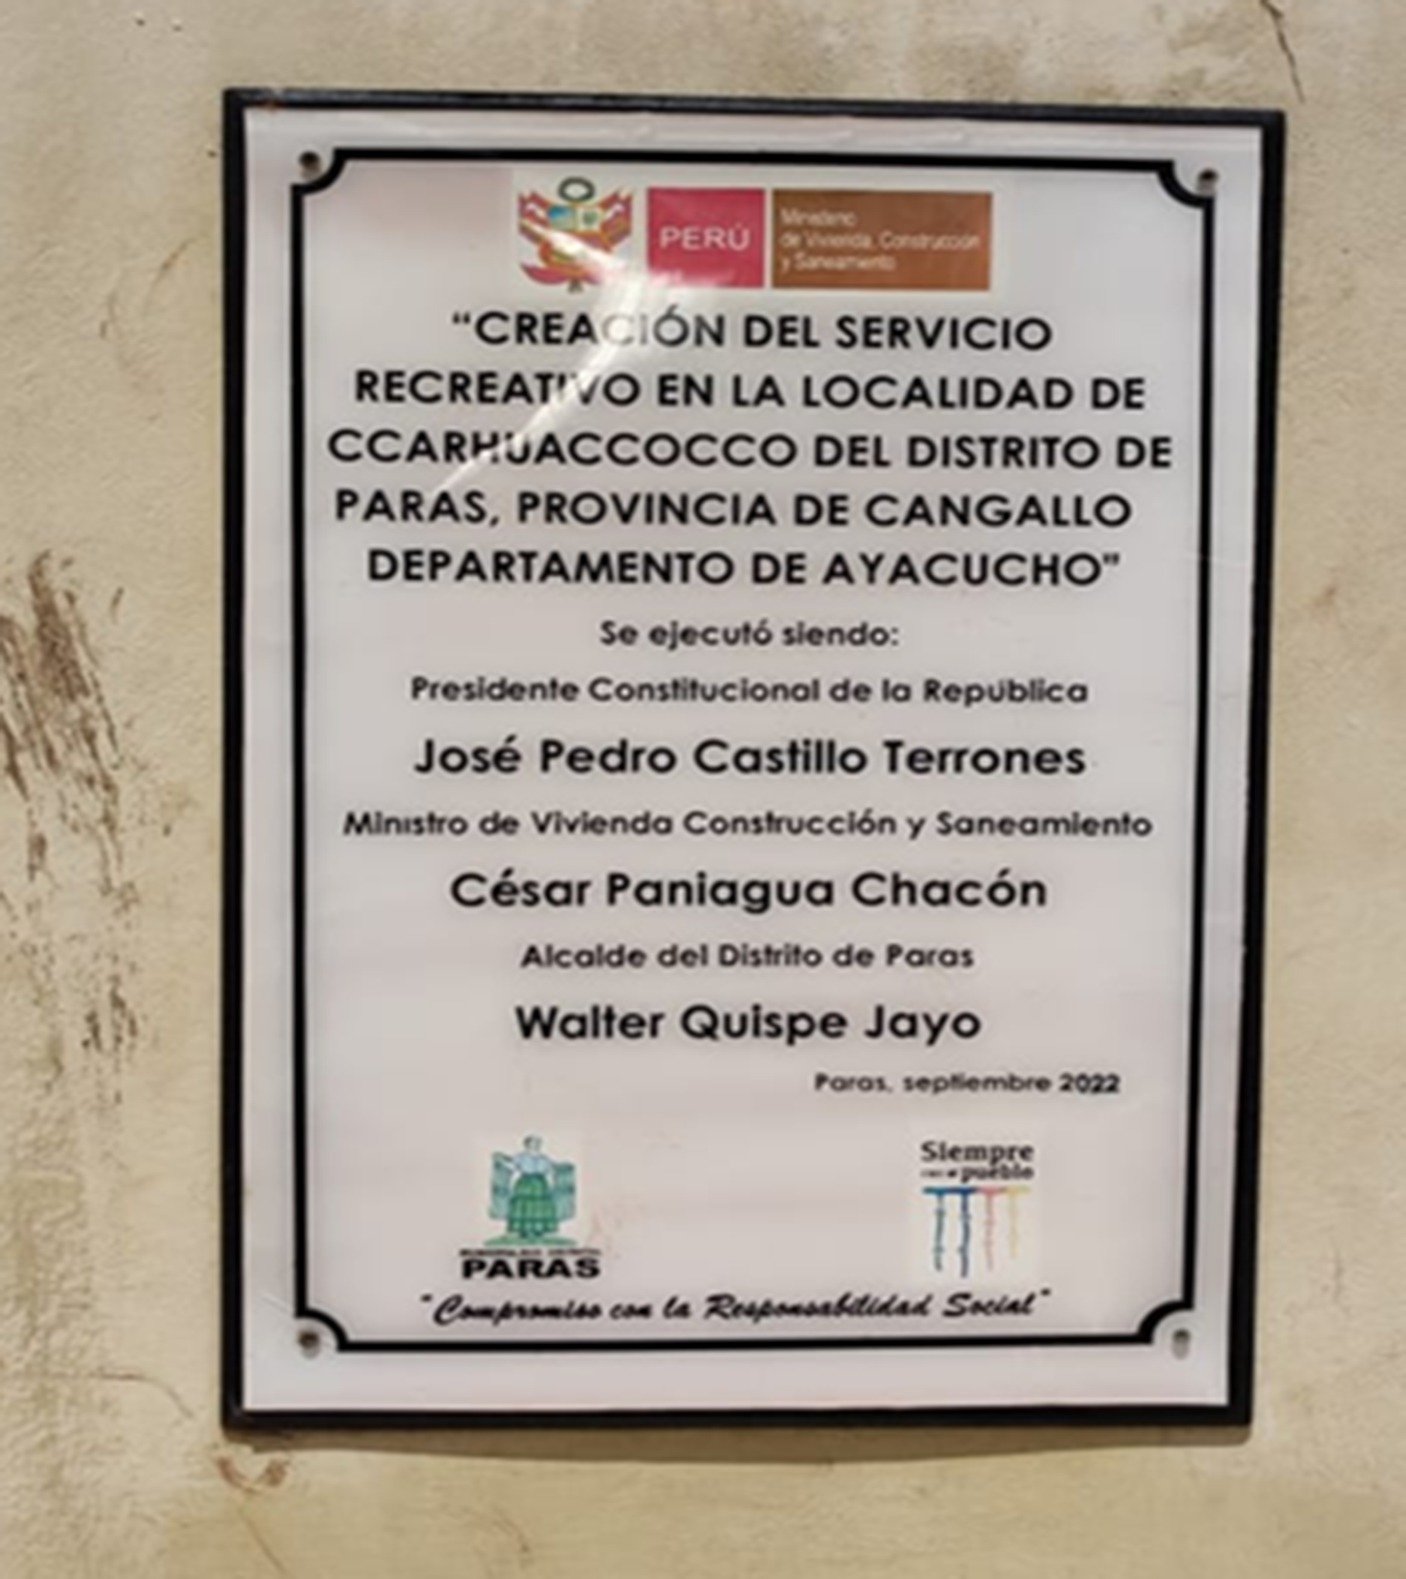 PERÚ
Ministerio
de Vivienda, Construcción
y Saneamiento
“CREACIÓN DEL SERVICIO
RECREATIVO EN LA LOCALIDAD DE
CCARHUACCOCCO DEL DISTRITO DE
PARAS, PROVINCIA DE CANGALLO
DEPARTAMENTO DE AYACUCHO"
Se ejecutó siendo:
Presidente Constitucional de la República
José Pedro Castillo Terrones
Ministro de Vivienda Construcción y Saneamiento
César Paniagua Chacón
Alcalde del Distrito de Paras
Walter Quispe Jayo
Paras, septiembre 2022
PARAS
Siempre
con el pueblo
"Compromiso con la Responsabilidad Social"